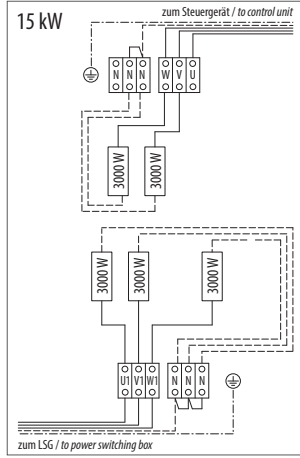 zum Steuergerät / to control unit
15 kW
N N N W V U
3000 W 3000 W
3000 W 3000 W 3000 W
U1 V1 W1 N N N
zum LSG / to power switching box